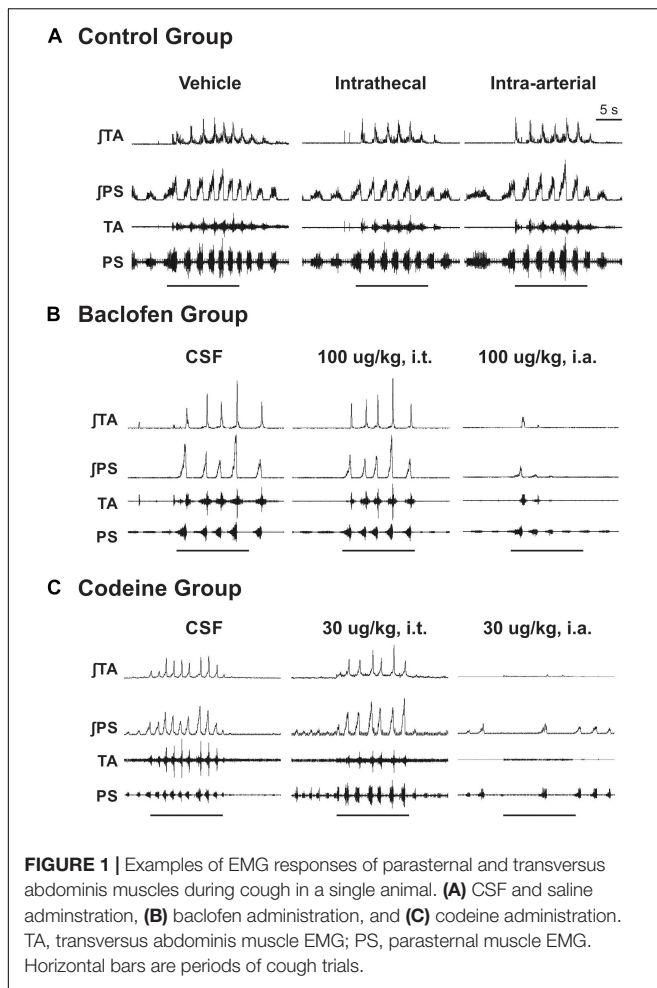 A Control Group
Vehicle Intrathecal Intra-arterial
5 s
∫TA
∫PS
TA
PS
B Baclofen Group
CSF 100 ug/kg, i.t. 100 ug/kg, i.a.
∫TA
∫PS
TA
PS
C Codeine Group
CSF 30 ug/kg, i.t. 30 ug/kg, i.a.
∫TA
∫PS
TA
PS
FIGURE 1 | Examples of EMG responses of parasternal and transversus
abdominis muscles during cough in a single animal. (A) CSF and saline
adminstration, (B) baclofen administration, and (C) codeine administration.
TA, transversus abdominis muscle EMG; PS, parasternal muscle EMG.
Horizontal bars are periods of cough trials.